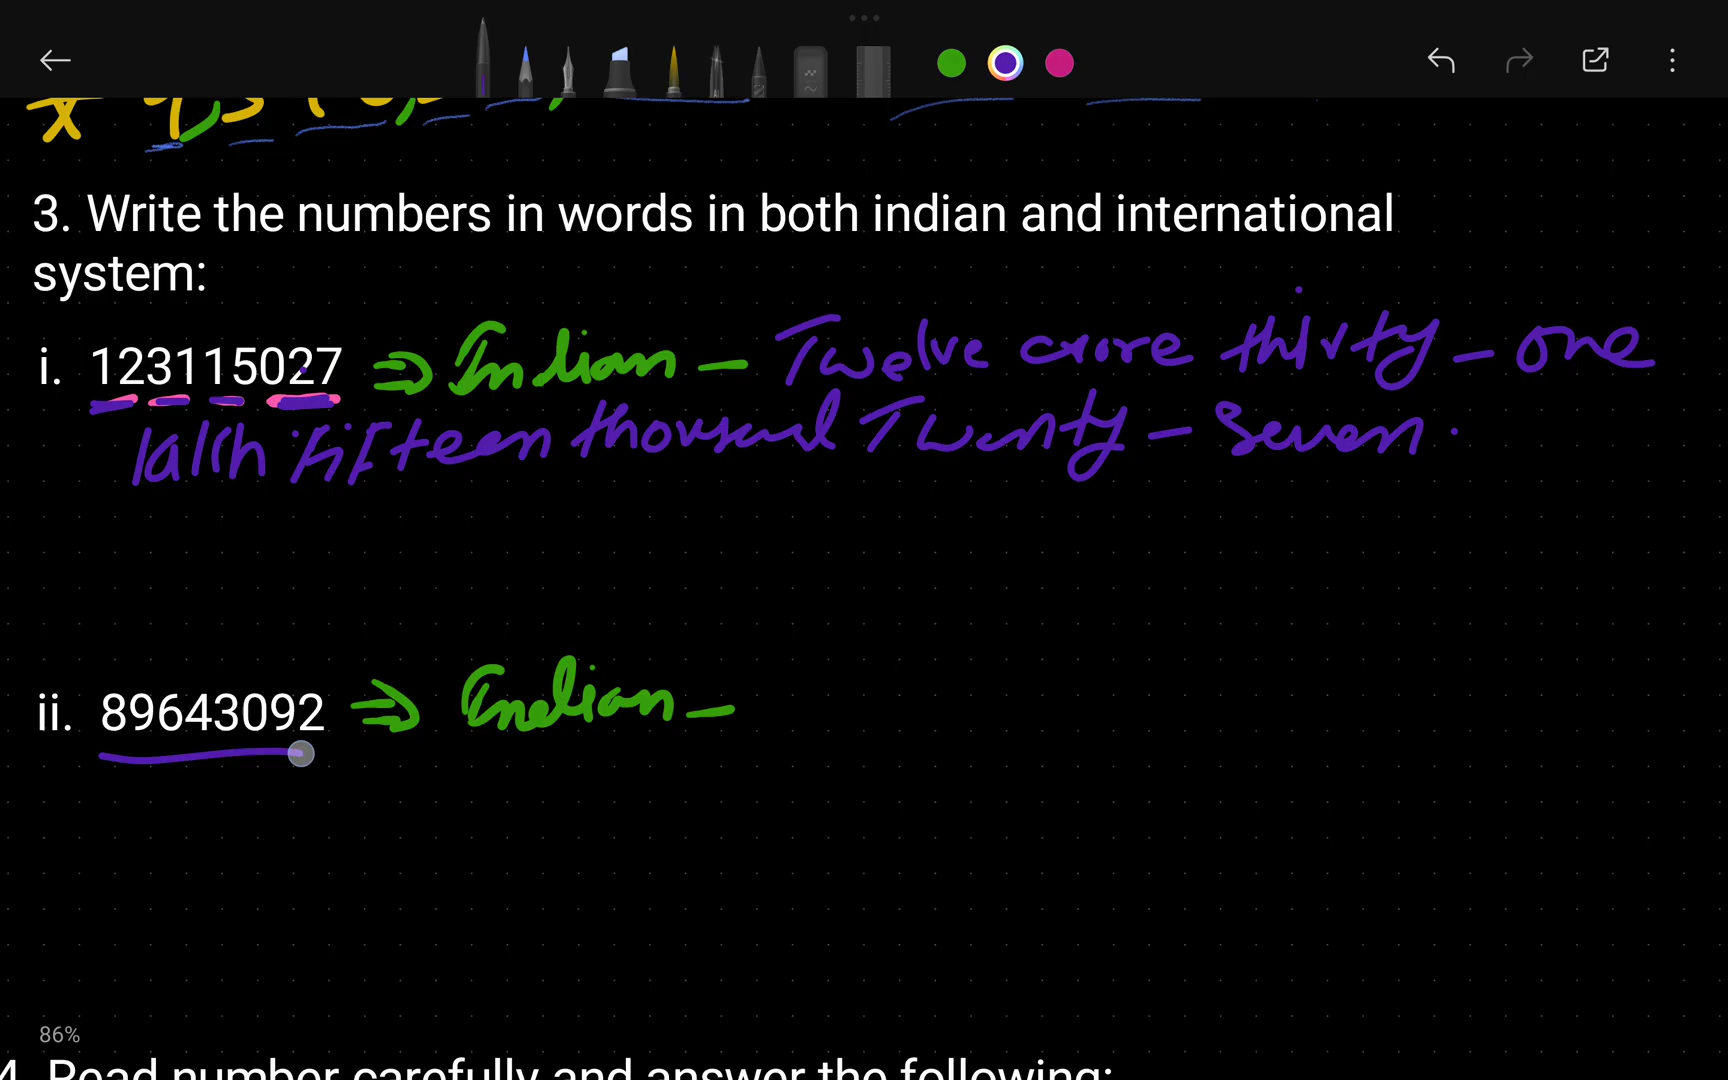 3. Write the numbers in words in both indian and international
system:
i. 123115027 ⇒ Indian - Twelve crore thirty - one
lakh fifteen thousand Twenty - Seven.
ii. 89643092 ⇒ Indian -
86%
4. Read number carefully and answer the following: